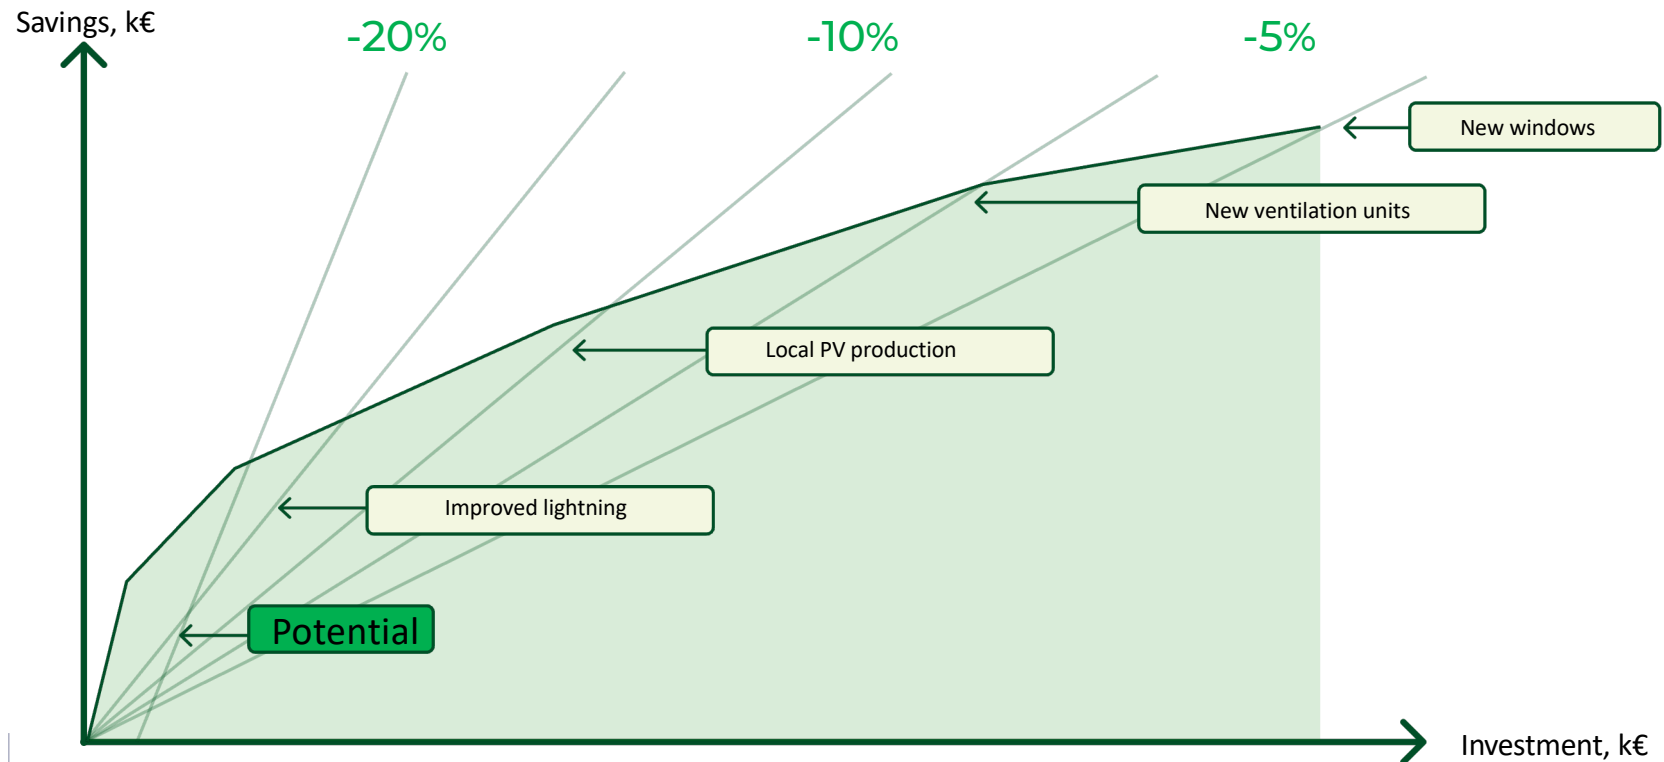 Savings, k€
-20%
-10%
-5%
New windows
New ventilation units
Local PV production
Improved lightning
Potential
Investment, k€